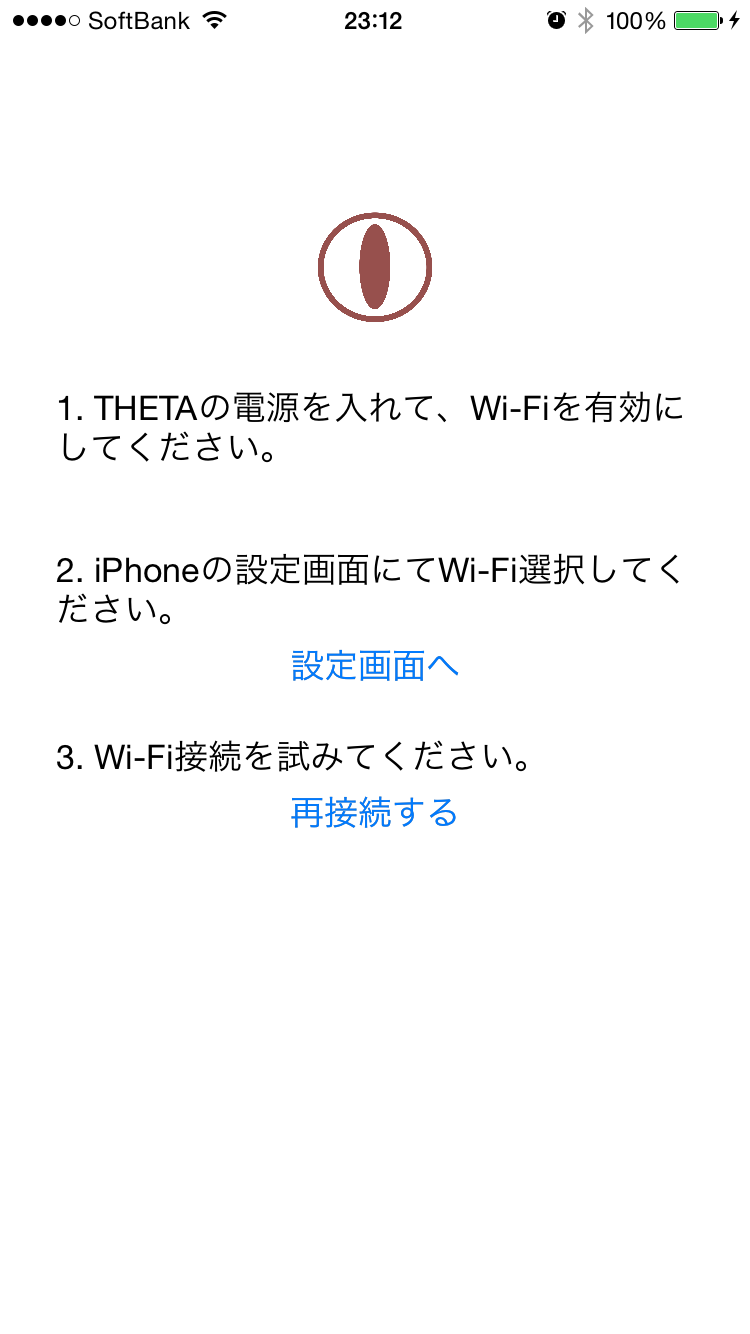 SoftBank 23:12 100%
1. THETAの電源を入れて、Wi-Fiを有効に
してください。
2. iPhoneの設定画面にてWi-Fi選択してく
ださい。
設定画面へ
3. Wi-Fi接続を試みてください。
再接続する